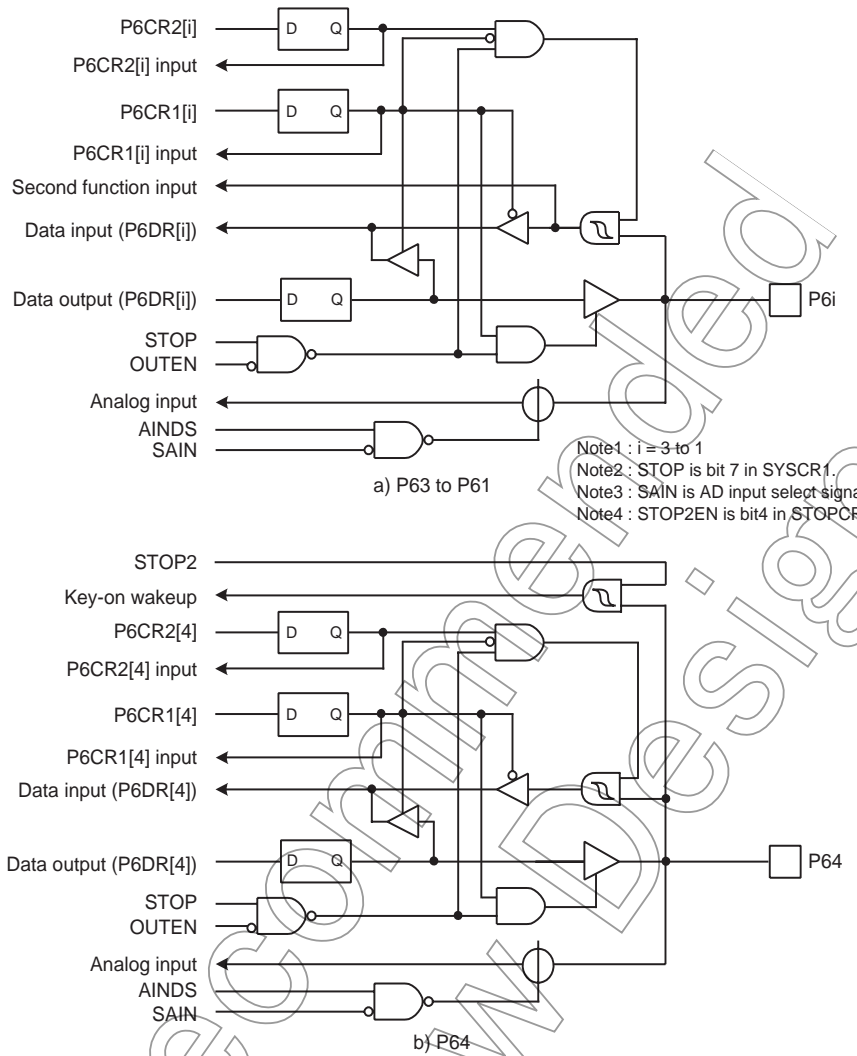 P6CR2[i]
D Q
P6CR2[i] input
P6CR1[i]
D Q
P6CR1[i] input
Second function input
Data input (P6DR[i])
Data output (P6DR[i])
D Q
P6i
STOP
OUTEN
Analog input
AINDS
SAIN
a) P63 to P61
Note1 : i = 3 to 1
Note2 : STOP is bit 7 in SYSCR1.
Note3 : SAIN is AD input select
Note4 : STOP2EN is bit4 in
STOP2
Key-on wakeup
P6CR2[4]
D Q
P6CR2[4] input
P6CR1[4]
D Q
P6CR1[4] input
Data input (P6DR[4])
Data output (P6DR[4])
D Q
P64
STOP
OUTEN
Analog input
AINDS
SAIN
b) P64